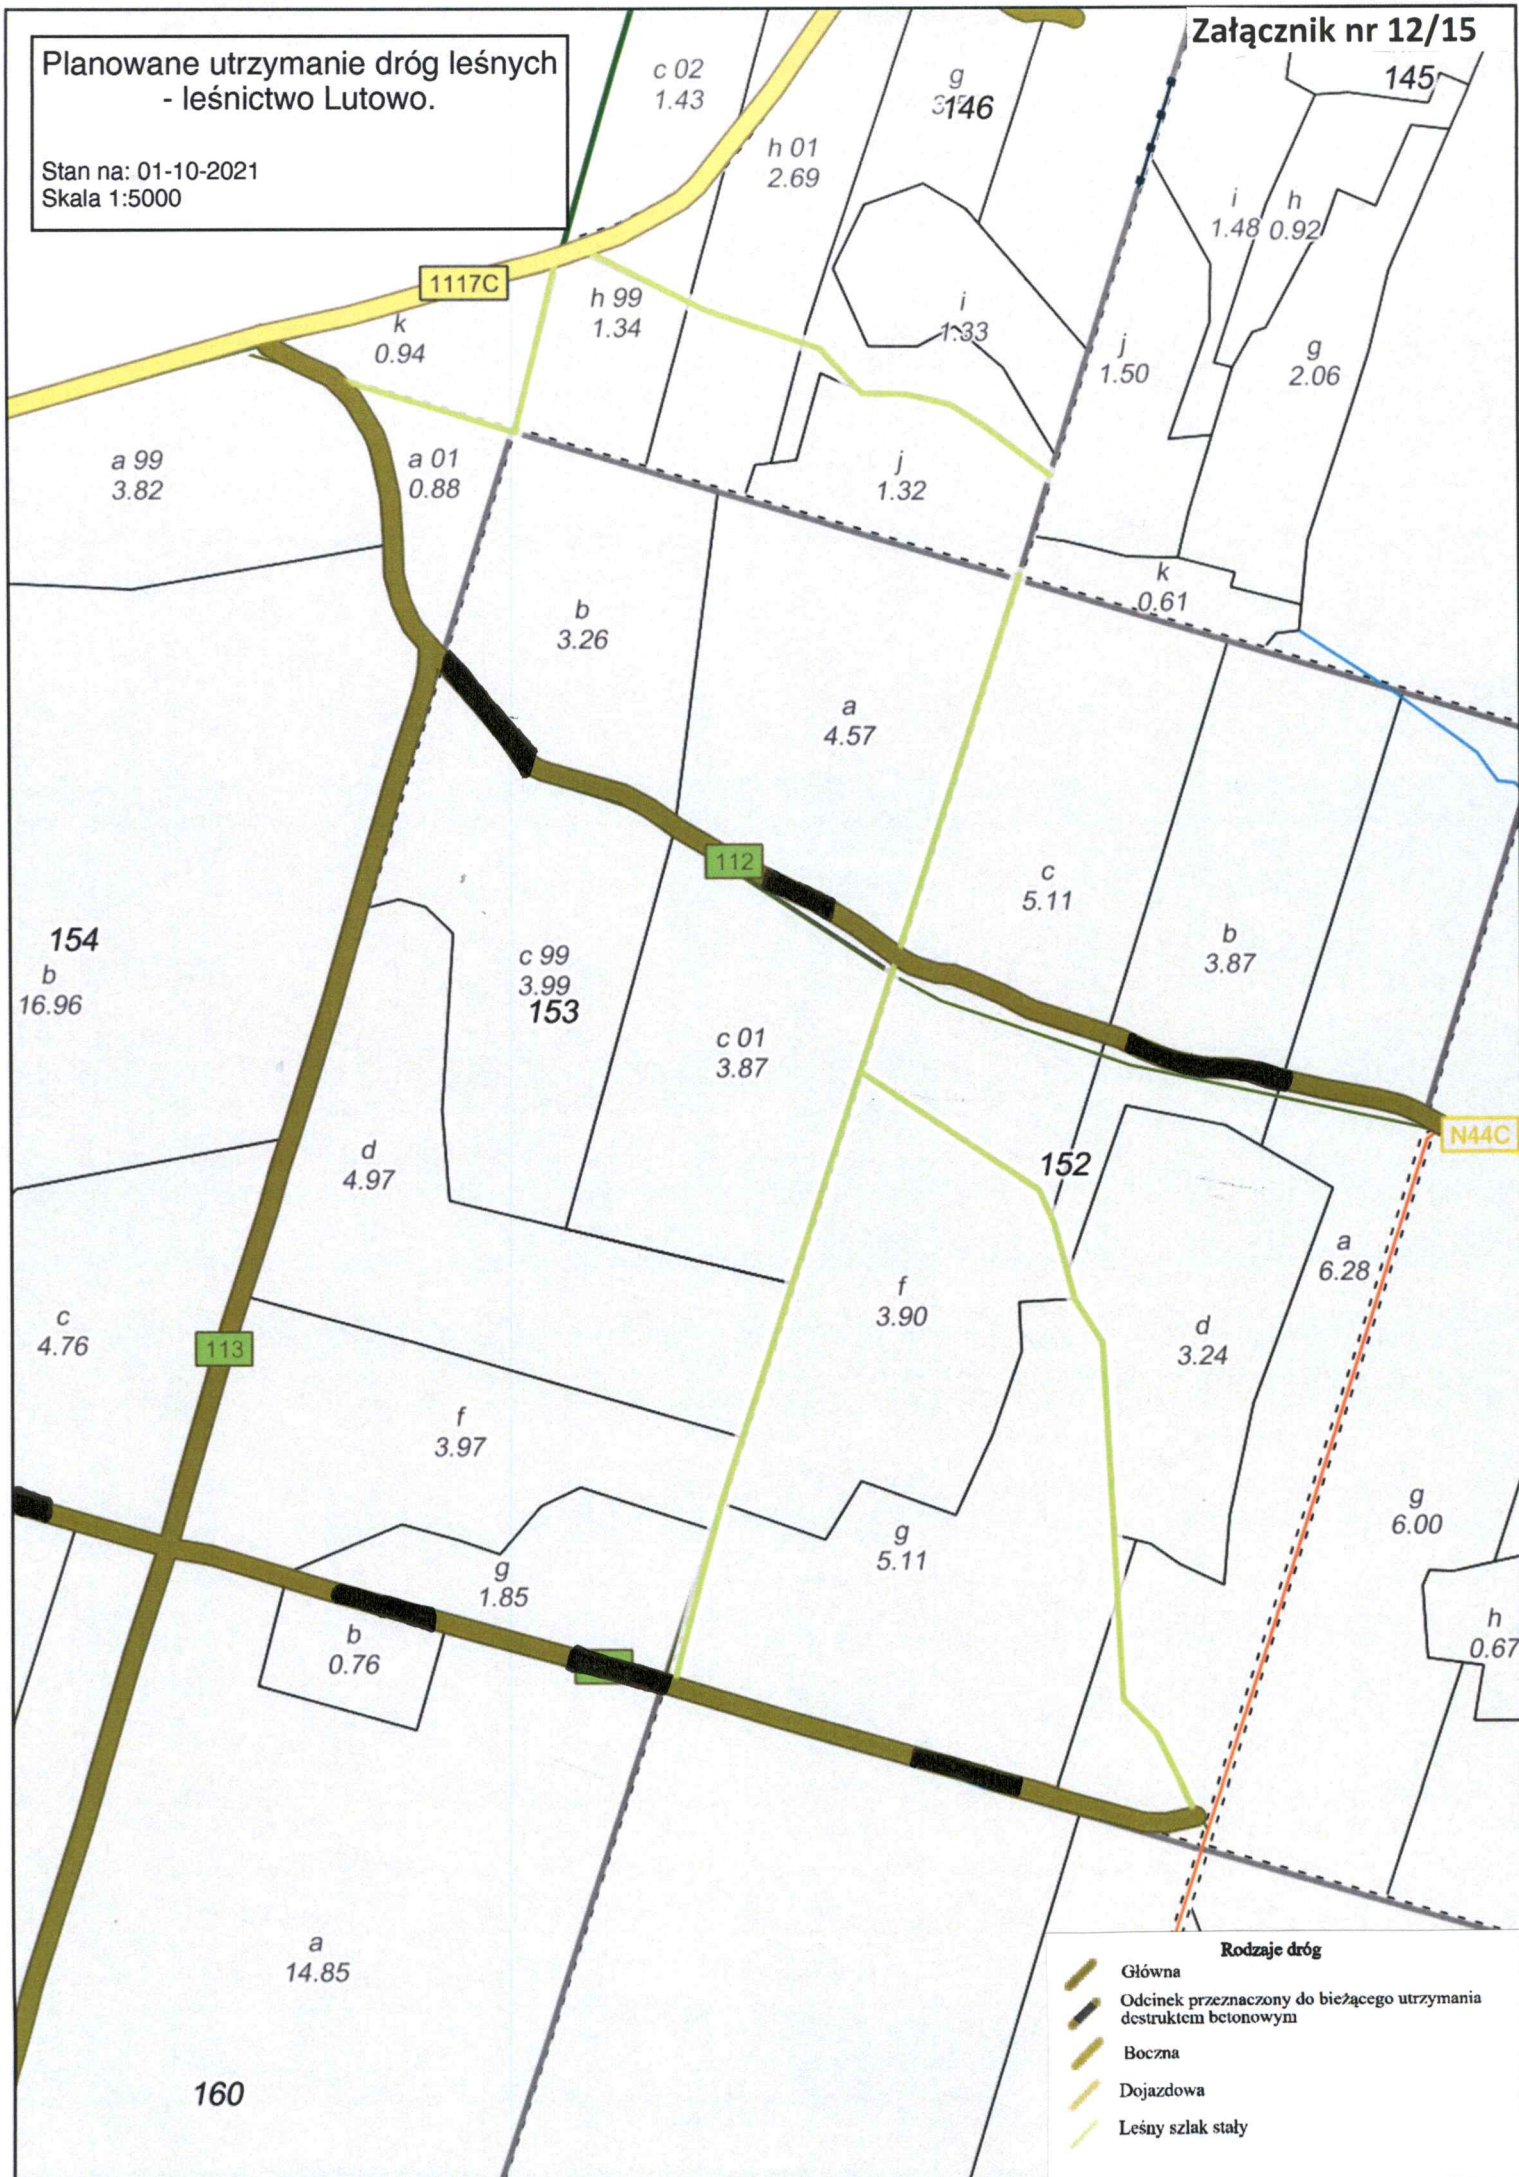 Załącznik nr 12/15
Planowane utrzymanie dróg leśnych
- leśnictwo Lutowo.
Stan na: 01-10-2021
Skala 1:5000
c 02
1.43
g
146
145
h 01
2.69
i
1.48
h
0.92
1117C
h 99
1.34
k
0.94
i
1.33
j
1.50
g
2.06
a 99
3.82
a 01
0.88
j
1.32
k
0.61
b
3.26
a
4.57
112
c
5.11
b
3.87
154
b
16.96
c 99
3.99
153
c 01
3.87
N44C
d
4.97
152
a
6.28
c
4.76
113
f
3.90
d
3.24
f
3.97
g
6.00
g
5.11
g
1.85
b
0.76
h
0.67
a
14.85
160
Rodzaje dróg
Główna
Odcinek przeznaczony do bieżącego utrzymania
destruktem betonowym
Boczna
Dojazdowa
Leśny szlak stały